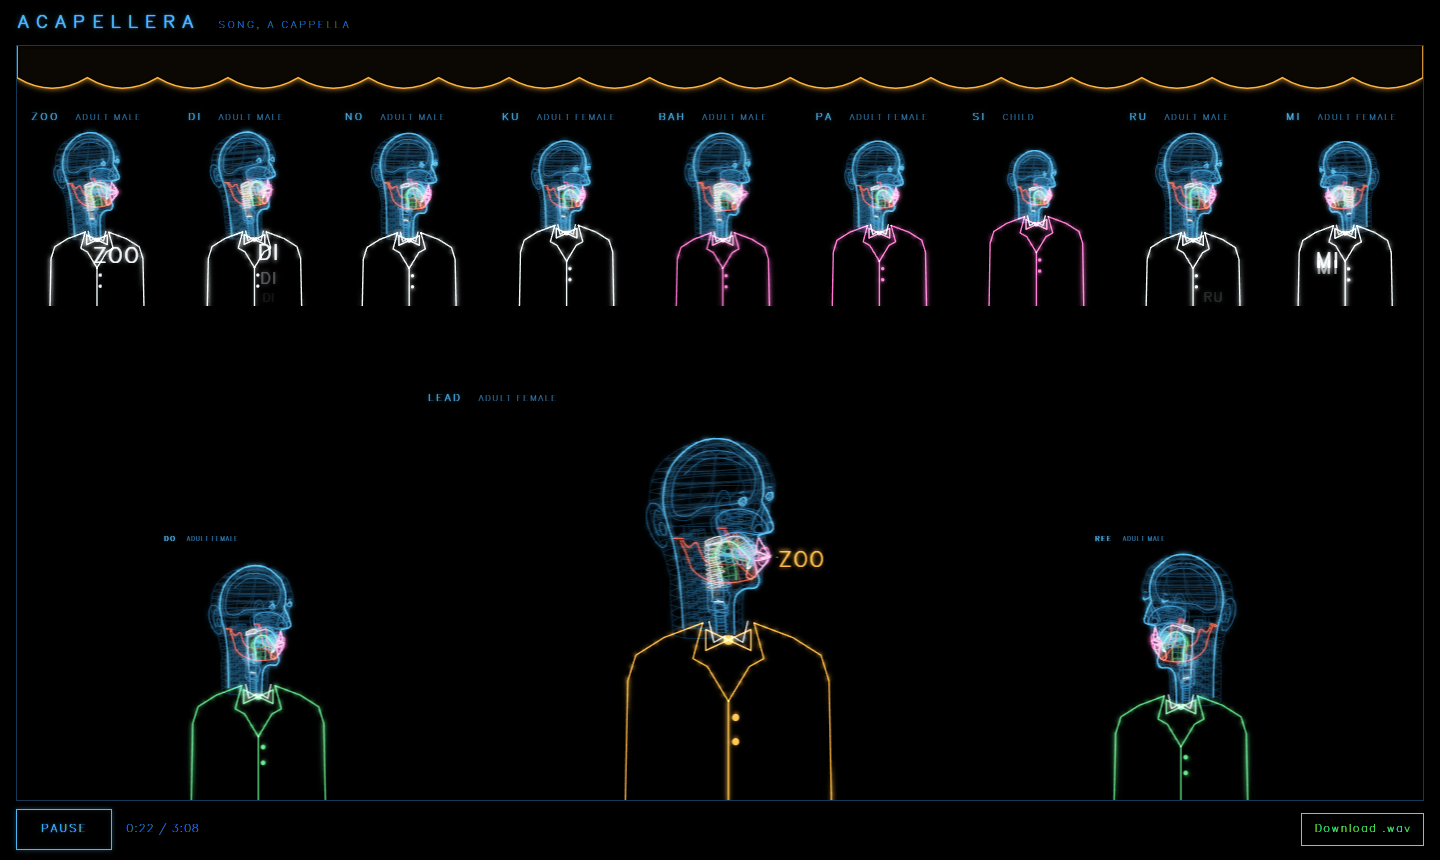 ACAPELLERA SONG, A CAPPELLA
ZOO ADULT MALE DI ADULT MALE NO ADULT MALE KU ADULT FEMALE BAH ADULT MALE PA ADULT FEMALE SI CHILD RU ADULT MALE MI ADULT FEMALE
ZOO DI MI
DI MI
DI RU
LEAD ADULT FEMALE
DO ADULT FEMALE REE ADULT MALE
ZOO
PAUSE 0:22 / 3:08 Download .wav